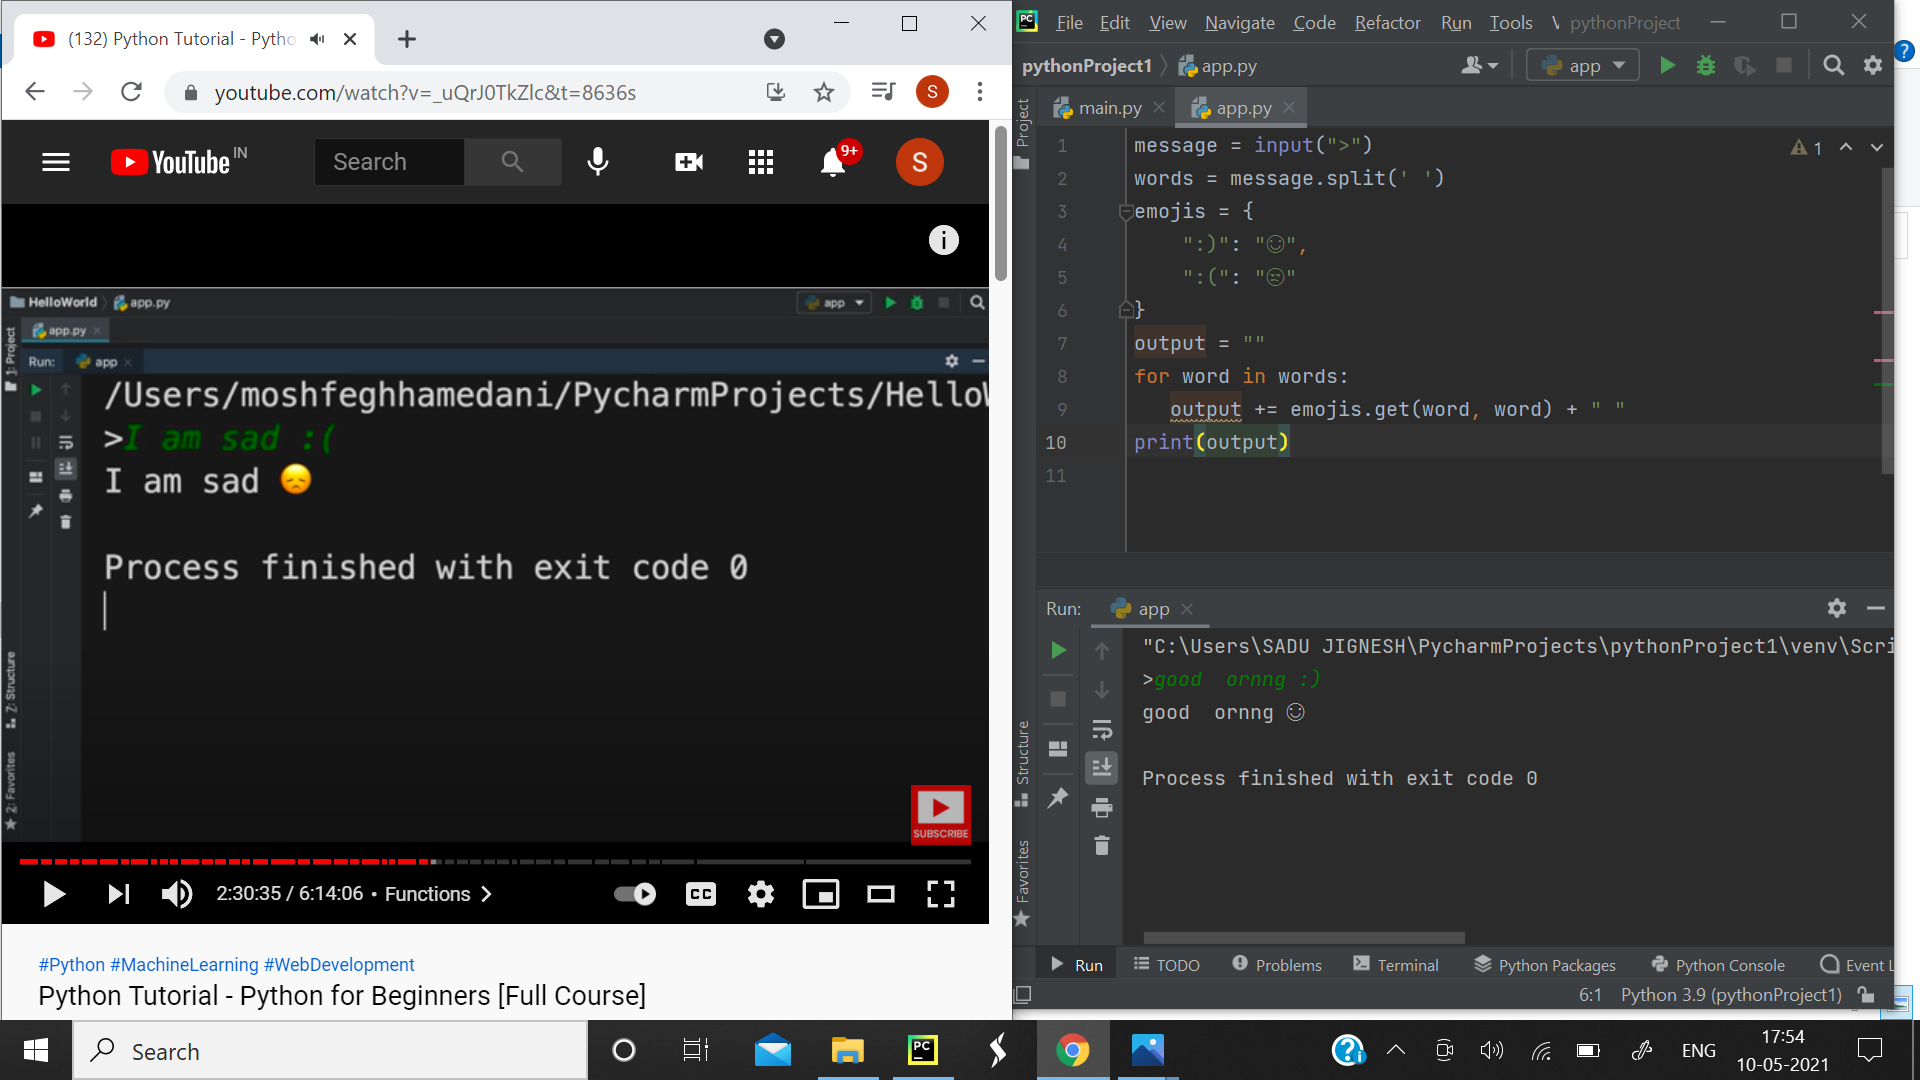 (132) Python Tutorial - Pytho
youtube.com/watch?v=_uQrJ0TkZlc&t=8636s
S
YouTube IN
Search
9+
S
HelloWorld
app.py
app
app.py
1: Project
Run:
app
/Users/moshfeghhamedani/PycharmProjects/HelloW
>I am sad :(
I am sad 😞
Process finished with exit code 0
Z: Structure
2: Favorites
SUBSCRIBE
2:30:35 / 6:14:06 • Functions
CC
#Python #MachineLearning #WebDevelopment
Python Tutorial - Python for Beginners [Full Course]
PC
File Edit View Navigate Code Refactor Run Tools
pythonProject
pythonProject1
app.py
app
main.py
app.py
Project
1 message = input(">")
2 words = message.split(' ')
3 emojis = {
4 ":)": "☺",
5 ":(": "😒"
6 }
7 output = ""
8 for word in words:
9 output += emojis.get(word, word) + " "
10 print(output)
11
1
Run:
app
"C:\Users\SADU JIGNESH\PycharmProjects\pythonProject1\venv\Scri
>good  ornng :)
good  ornng ☺
Process finished with exit code 0
Structure
Favorites
Run TODO Problems Terminal Python Packages Python Console Event L
6:1 Python 3.9 (pythonProject1)
Search
PC
ENG
17:54
10-05-2021